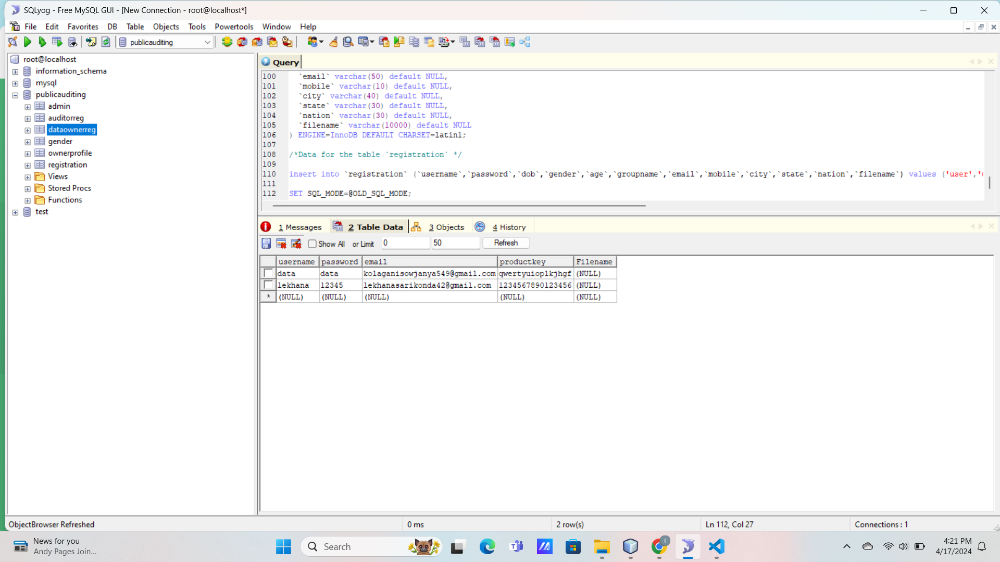 SQLyog - Free MySQL GUI - [New Connection - root@localhost*]
File Edit Favorites DB Table Objects Tools Powertools Window Help
publicauditing
root@localhost
information_schema
mysql
publicauditing
admin
auditorreg
dataownerreg
gender
ownerprofile
registration
Views
Stored Procs
Functions
test
Query
100 `email` varchar(50) default NULL,
101 `mobile` varchar(10) default NULL,
102 `city` varchar(40) default NULL,
103 `state` varchar(30) default NULL,
104 `nation` varchar(30) default NULL,
105 `filename` varchar(10000) default NULL
106 ) ENGINE=InnoDB DEFAULT CHARSET=latin1;
107
108 /*Data for the table `registration` */
109
110 insert into `registration` (`username`,`password`,`dob`,`gender`,`age`,`groupname`,`email`,`mobile`,`city`,`state`,`nation`,`filename`) values ('user','
111
112 SET SQL_MODE=@OLD_SQL_MODE;
1 Messages 2 Table Data 3 Objects 4 History
Show All or Limit 0 50 Refresh
username password email productkey Filename
data data kolaganisowjanya549@gmail.com qwertyuioplkjhgf (NULL)
lekhana 12345 lekhanasarikonda42@gmail.com 1234567890123456 (NULL)
* (NULL) (NULL) (NULL) (NULL) (NULL)
ObjectBrowser Refreshed 0 ms 2 row(s) Ln 112, Col 27 Connections : 1
News for you
Andy Pages Join...
Search
4:21 PM
4/17/2024